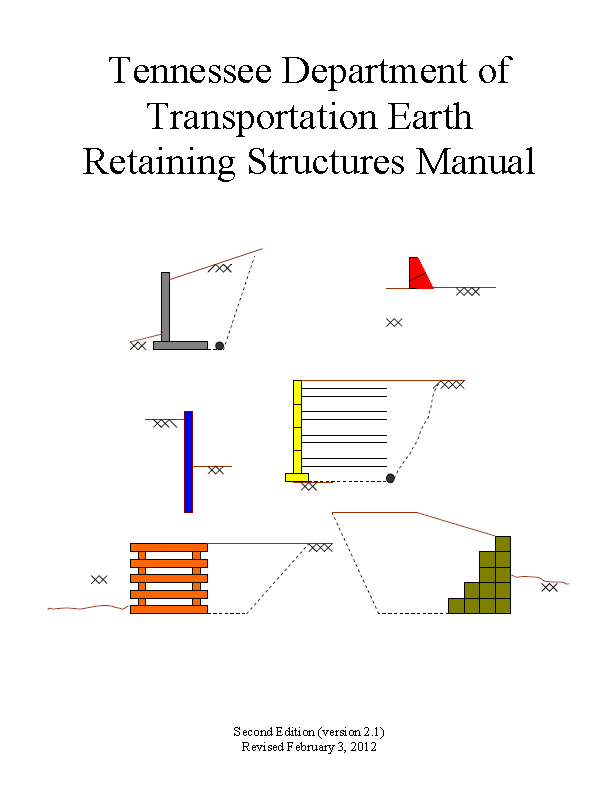 Tennessee Department of
Transportation Earth
Retaining Structures Manual
Second Edition (version 2.1)
Revised February 3, 2012